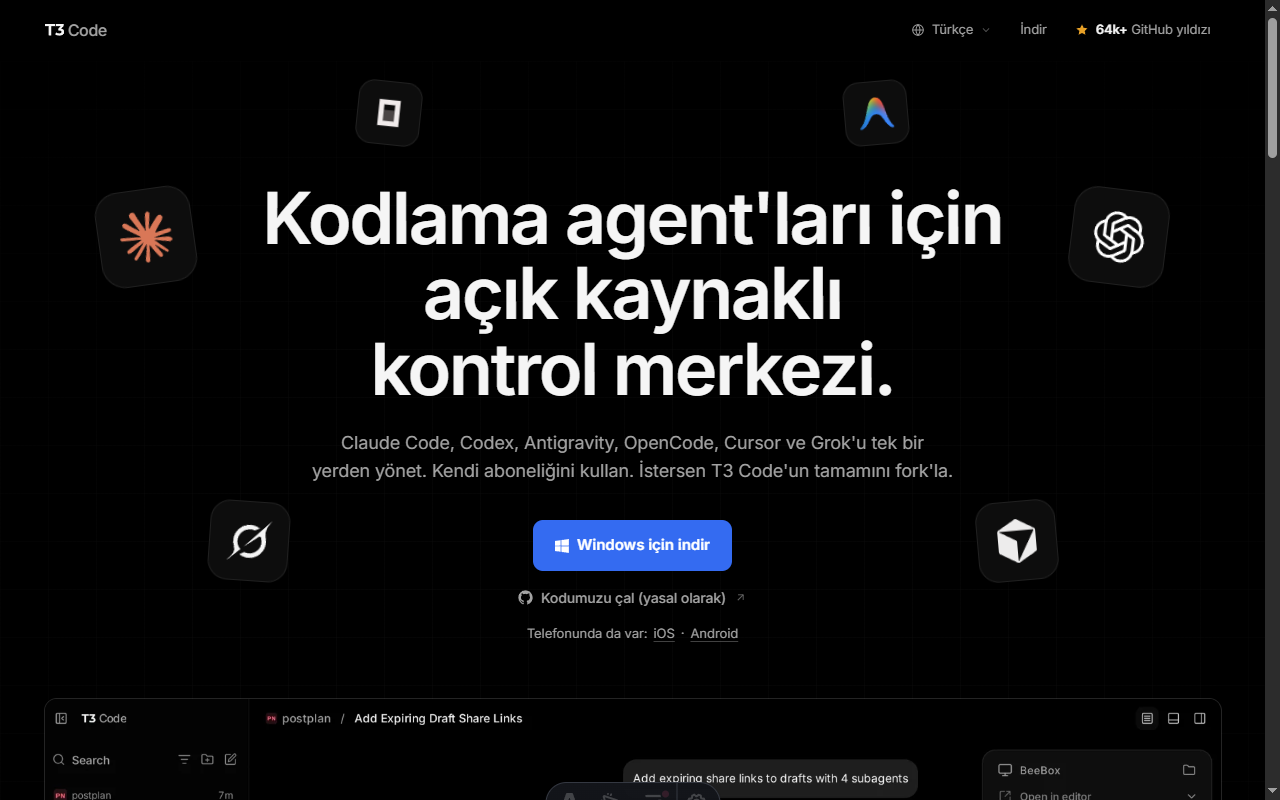 T3 Code
Türkçe
İndir
64k+ GitHub yıldızı
Kodlama agent'ları için
açık kaynaklı
kontrol merkezi.
Claude Code, Codex, Antigravity, OpenCode, Cursor ve Grok'u tek bir
yerden yönet. Kendi aboneliğini kullan. İstersen T3 Code'un tamamını fork'la.
Windows için indir
Kodumuzu çal (yasal olarak)
Telefonunda da var: iOS · Android
T3 Code
PN postplan / Add Expiring Draft Share Links
Search
Add expiring share links to drafts with 4 subagents
BeeBox
PN postplan 7m
Open in editor